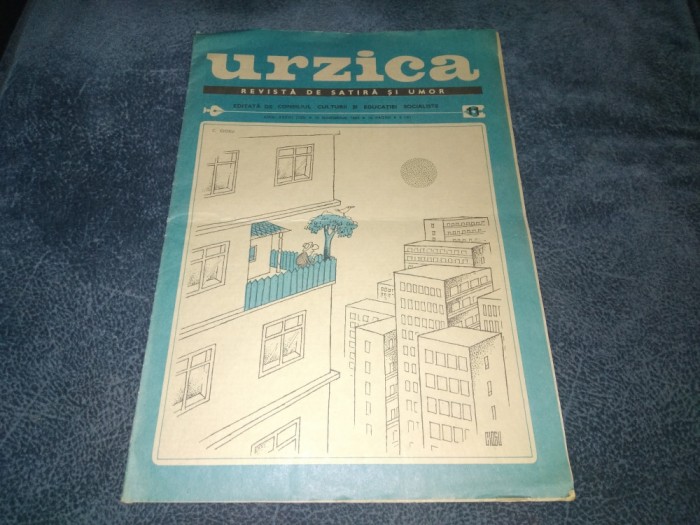 urzica
REVISTĂ DE SATIRĂ ȘI UMOR
EDITATĂ DE CONSILIUL CULTURII ȘI EDUCAȚIEI SOCIALISTE